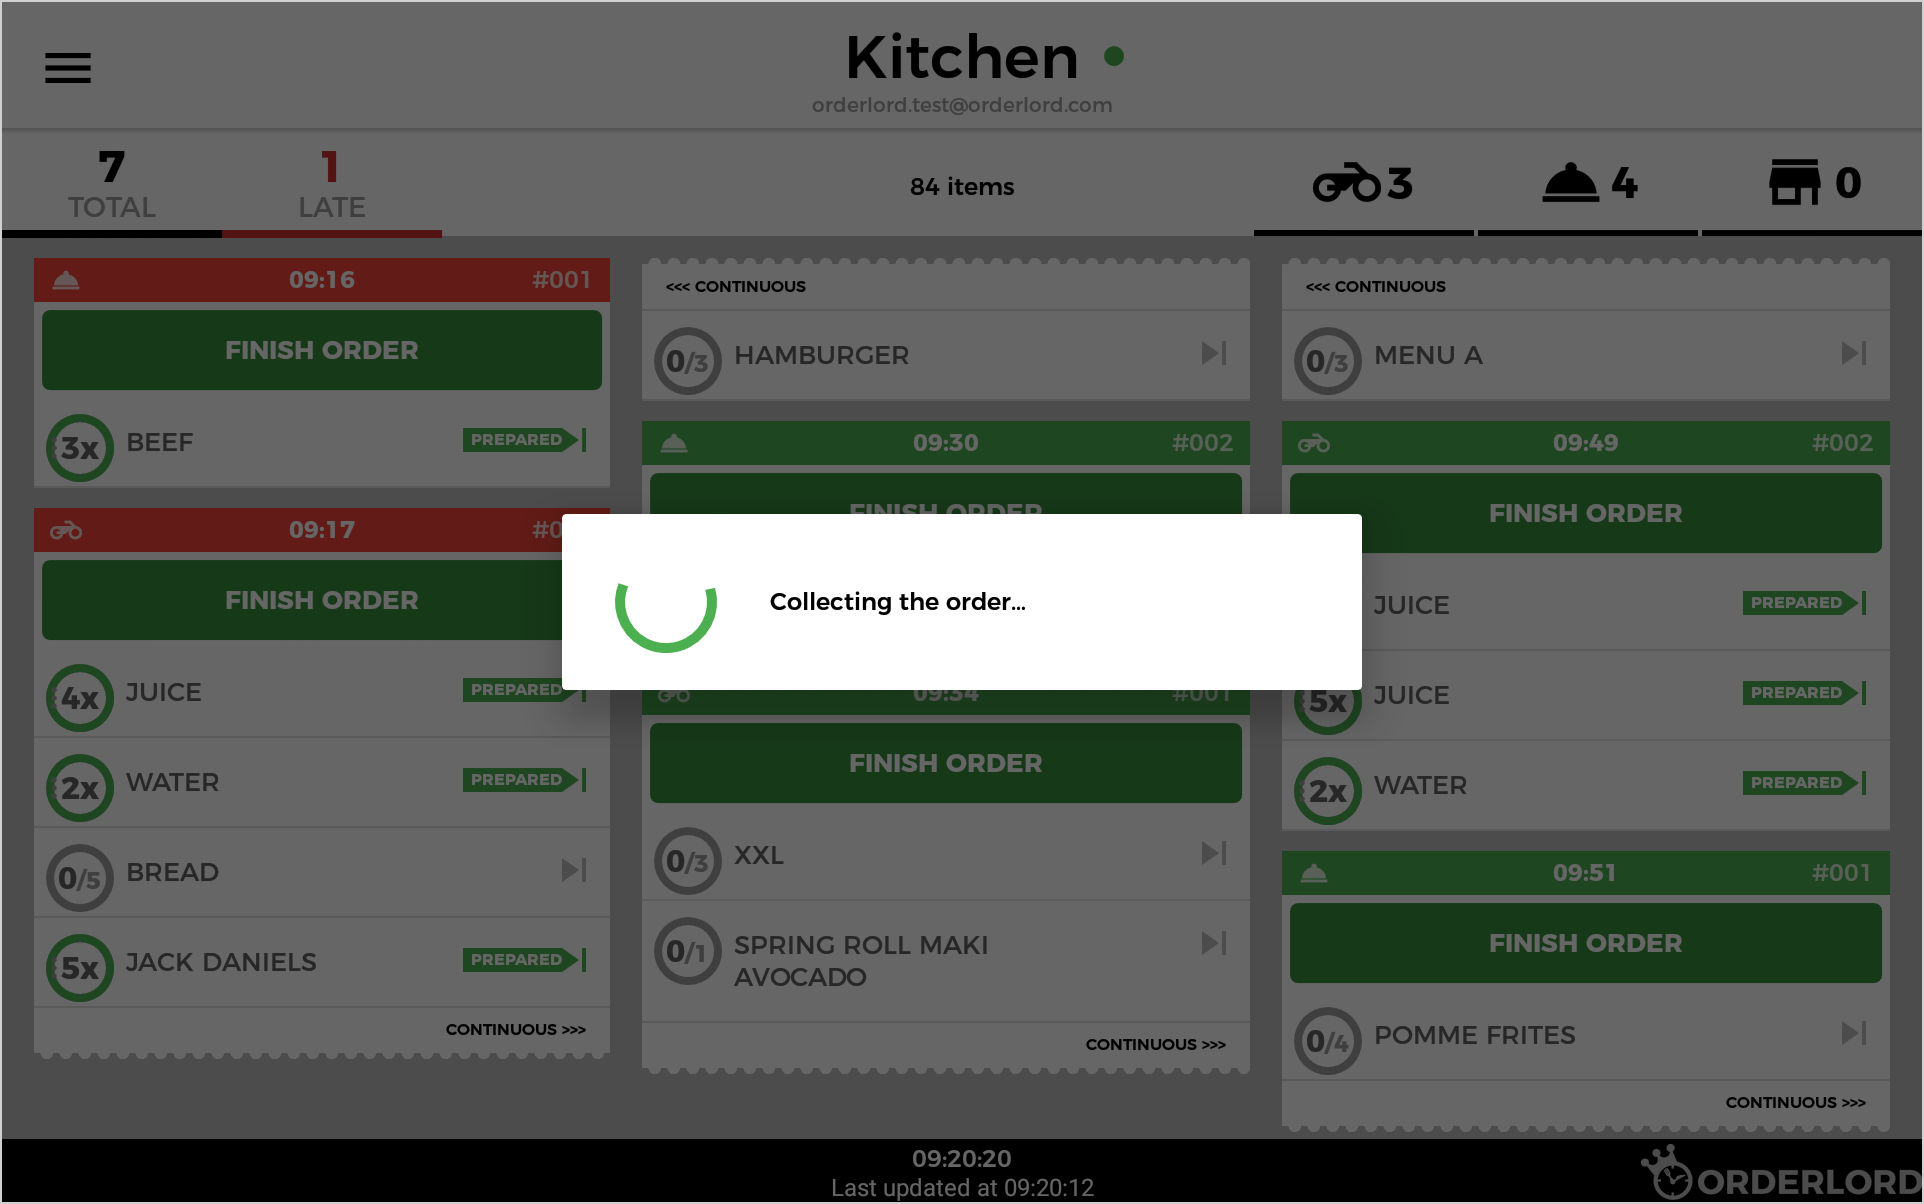 Kitchen
orderlord.test@orderlord.com
7
TOTAL
1
LATE
84 items
3
4
0
09:16 #001
FINISH ORDER
3x BEEF PREPARED
09:17 #0
FINISH ORDER
4x JUICE PREPARED
2x WATER PREPARED
0/5 BREAD
5x JACK DANIELS PREPARED
CONTINUOUS >>>
<<< CONTINUOUS
0/3 HAMBURGER
09:30 #002
FINISH ORDER
Collecting the order...
09:34 #001
FINISH ORDER
0/3 XXL
0/1 SPRING ROLL MAKI
AVOCADO
CONTINUOUS >>>
<<< CONTINUOUS
0/3 MENU A
09:49 #002
FINISH ORDER
JUICE PREPARED
5x JUICE PREPARED
2x WATER PREPARED
09:51 #001
FINISH ORDER
0/4 POMME FRITES
CONTINUOUS >>>
09:20:20
Last updated at 09:20:12
ORDERLORD